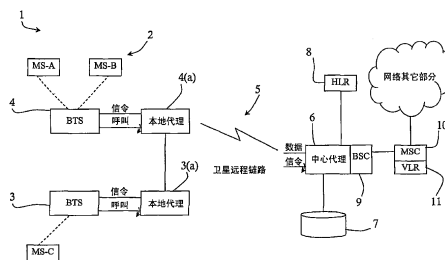 1
2
MS-A
MS-B
4
BTS
信令
呼叫
4(a)
本地代理
5
卫星远程链路
8
HLR
网络其它部分
6
数据
信令
中心代理
BSC
9
MSC
VLR
10
11
7
3
BTS
信令
呼叫
3(a)
本地代理
MS-C